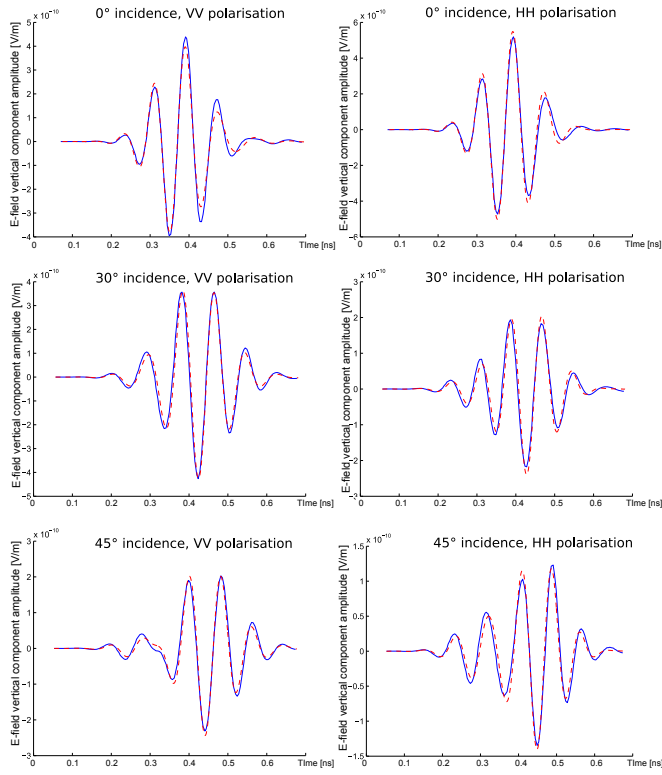 0° incidence, VV polarisation
x 10⁻¹⁰
E-field vertical component amplitude [V/m]
5
4
3
2
1
0
−1
−2
−3
−4
0 0.1 0.2 0.3 0.4 0.5 0.6 TIme [ns]
0° incidence, HH polarisation
x 10⁻¹⁰
E-field vertical component amplitude [V/m]
6
4
2
0
−2
−4
−6
0 0.1 0.2 0.3 0.4 0.5 0.6 TIme [ns]
30° incidence, VV polarisation
x 10⁻¹⁰
E-field vertical component amplitude [V/m]
4
3
2
1
0
−1
−2
−3
−4
−5
0 0.1 0.2 0.3 0.4 0.5 0.6 TIme [ns]
30° incidence, HH polarisation
x 10⁻¹⁰
E-field vertical component amplitude [V/m]
3
2
1
0
−1
−2
−3
0 0.1 0.2 0.3 0.4 0.5 0.6 TIme [ns]
45° incidence, VV polarisation
x 10⁻¹⁰
E-field vertical component amplitude [V/m]
3
2
1
0
−1
−2
−3
0 0.1 0.2 0.3 0.4 0.5 0.6 TIme [ns]
45° incidence, HH polarisation
x 10⁻¹⁰
E-field vertical component amplitude [V/m]
1.5
1
0.5
0
−0.5
−1
−1.5
0 0.1 0.2 0.3 0.4 0.5 0.6 TIme [ns]